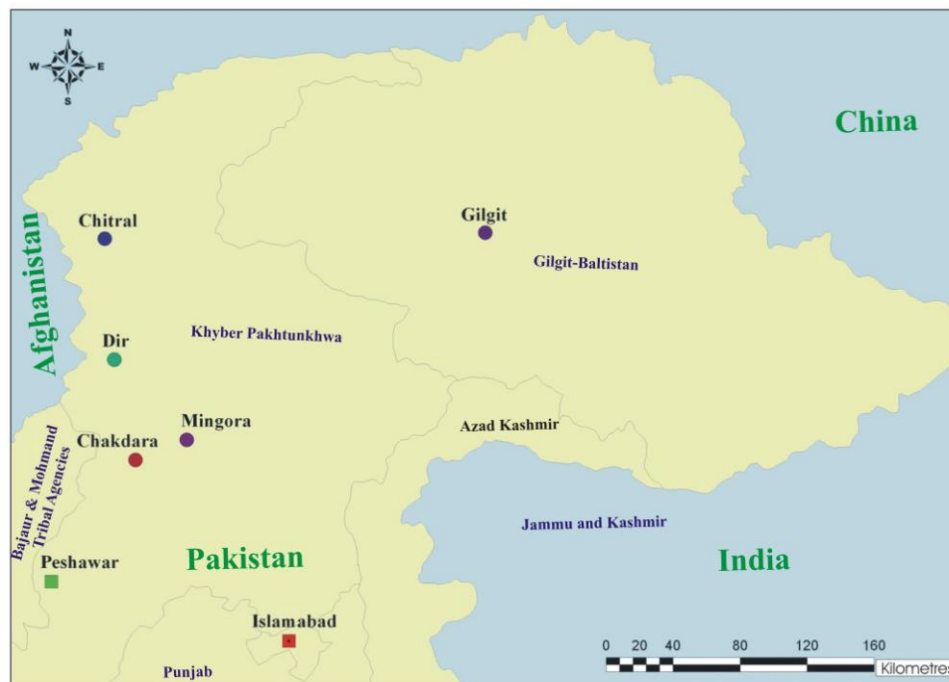 N
W E
S
China
Chitral
Gilgit
Gilgit-Baltistan
Afghanistan
Khyber Pakhtunkhwa
Dir
Mingora
Azad Kashmir
Chakdara
Bajaur & Mohmand
Tribal Agencies
Jammu and Kashmir
Peshawar
Pakistan
India
Islamabad
Punjab
0 20 40 80 120 160
Kilometres